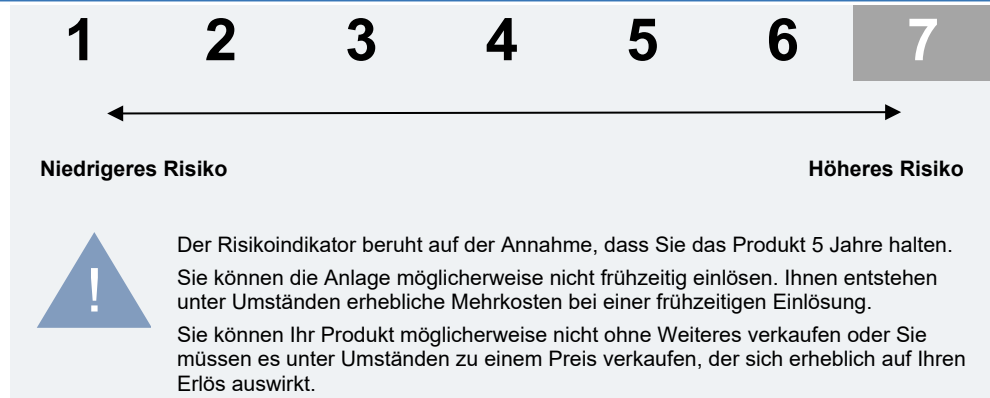 1 2 3 4 5 6 7
Niedrigeres Risiko Höheres Risiko
!
Der Risikoindikator beruht auf der Annahme, dass Sie das Produkt 5 Jahre halten.
Sie können die Anlage möglicherweise nicht frühzeitig einlösen. Ihnen entstehen
unter Umständen erhebliche Mehrkosten bei einer frühzeitigen Einlösung.
Sie können Ihr Produkt möglicherweise nicht ohne Weiteres verkaufen oder Sie
müssen es unter Umständen zu einem Preis verkaufen, der sich erheblich auf Ihren
Erlös auswirkt.